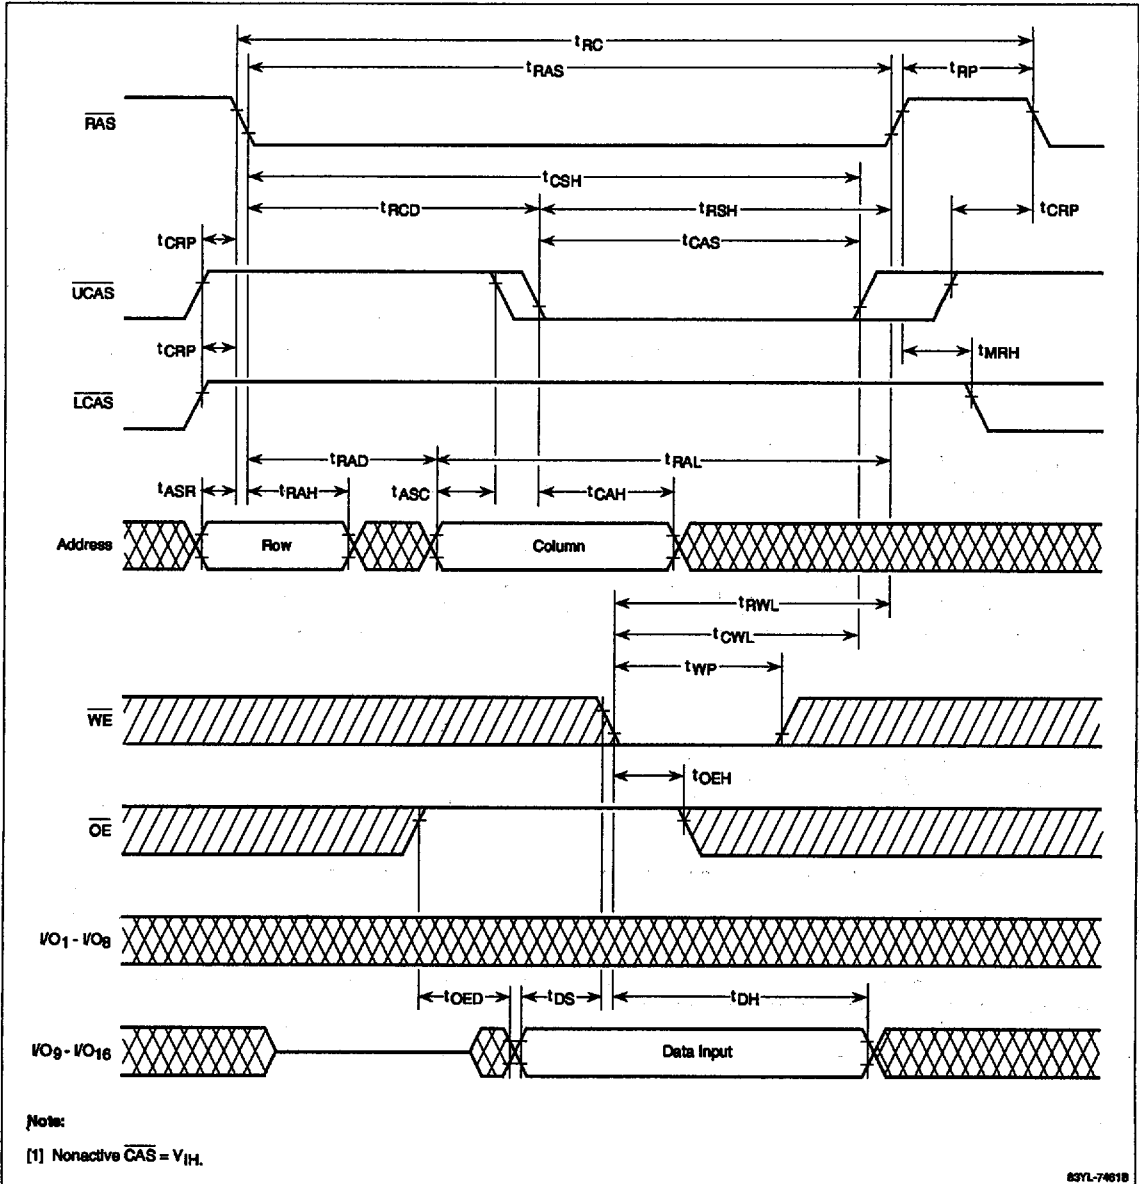 tRC
tRAS
tRP
RAS
tCSH
tRCD
tRSH
tCRP
tCRP
tCAS
UCAS
tCRP
tMRH
LCAS
tRAD
tRAL
tASR
tRAH
tASC
tCAH
Address
Row
Column
tRWL
tCWL
tWP
WE
tOEH
OE
I/O1 - I/O8
tOED
tDS
tDH
I/O9 - I/O16
Data Input
Note:
[1] Nonactive CAS = VIH.
83YL-7461B